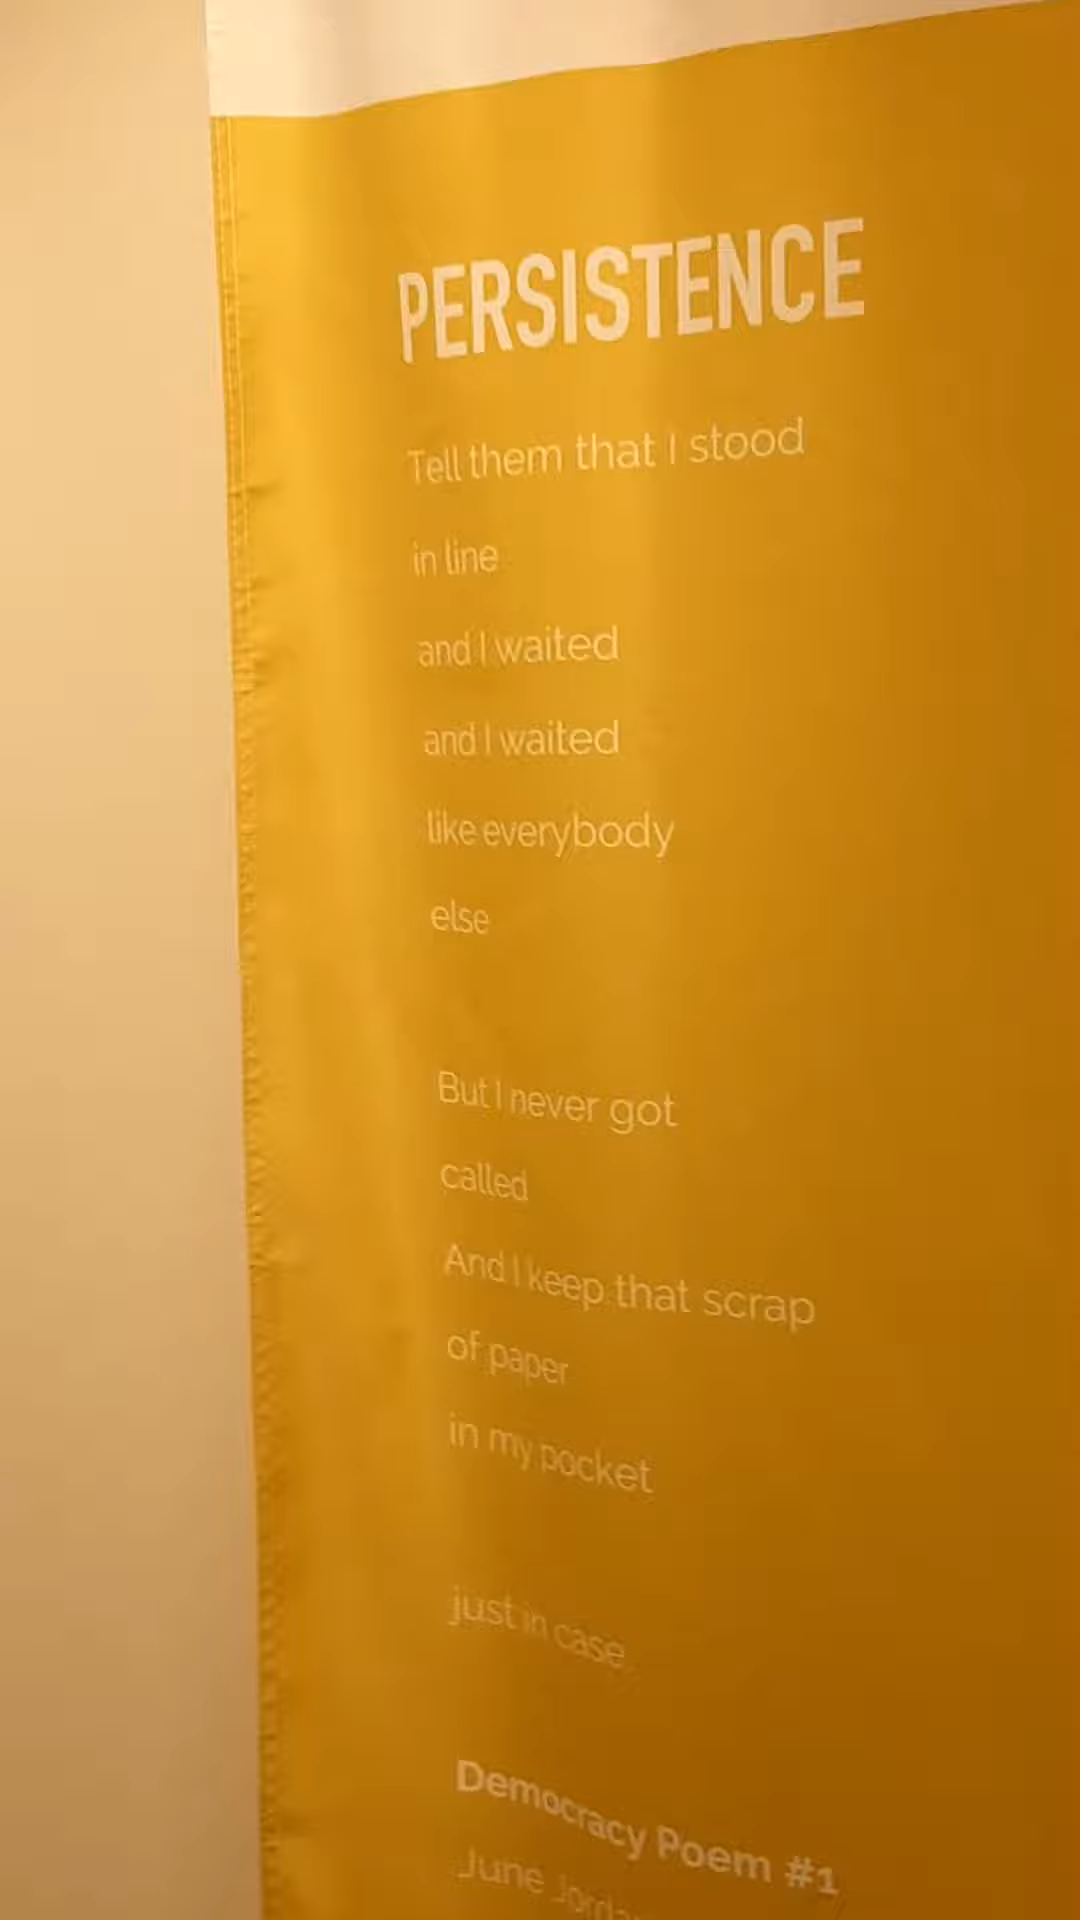 PERSISTENCE
Tell them that I stood
in line
and I waited
and I waited
like everybody
else
But I never got
called
And I keep that scrap
of paper
in my pocket
just in case
Democracy Poem #1
June Jorda